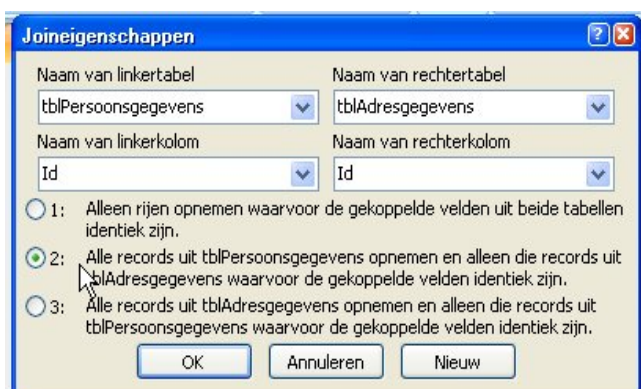 Joineigenschappen
Naam van linkertabel Naam van rechtertabel
tblPersoonsgegevens tblAdresgegevens
Naam van linkerkolom Naam van rechterkolom
Id Id
1: Alleen rijen opnemen waarvoor de gekoppelde velden uit beide tabellen
identiek zijn.
2: Alle records uit tblPersoonsgegevens opnemen en alleen die records uit
tblAdresgegevens waarvoor de gekoppelde velden identiek zijn.
3: Alle records uit tblAdresgegevens opnemen en alleen die records uit
tblPersoonsgegevens waarvoor de gekoppelde velden identiek zijn.
OK Annuleren Nieuw